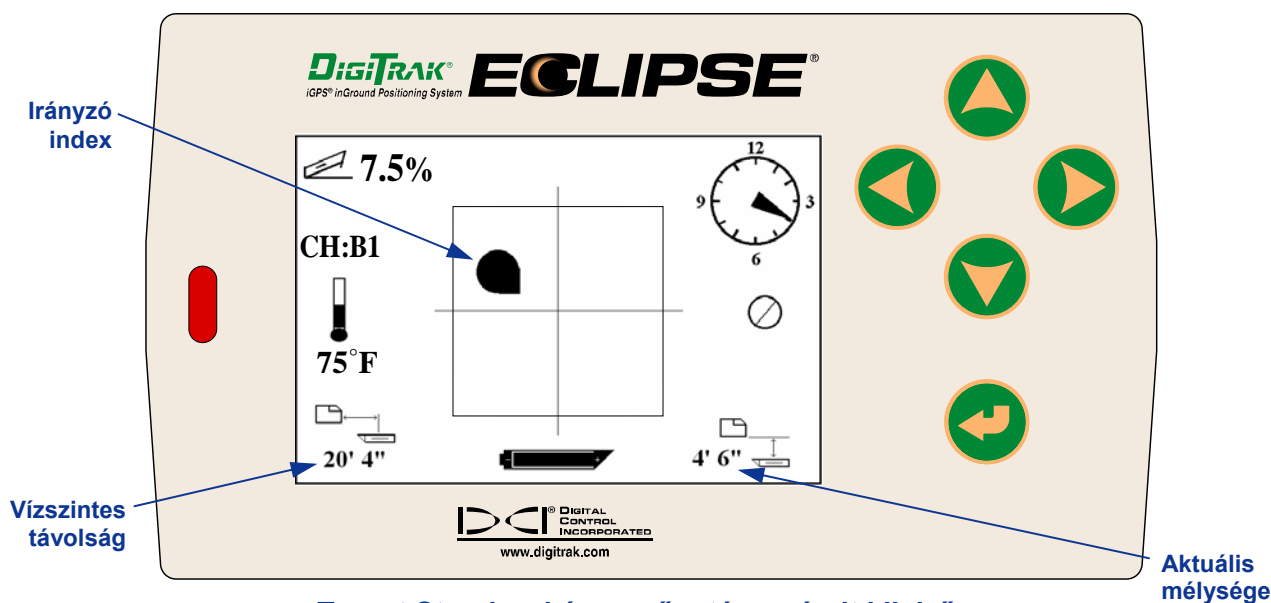 DIGITRAK® ECLIPSE®
iGPS® inGround Positioning System
Irányzó
index
7.5%
12
9
3
6
CH:B1
75°F
20' 4"
4' 6"
Vízszintes
távolság
DCI® DIGITAL
CONTROL
INCORPORATED
www.digitrak.com
Aktuális
mélysége